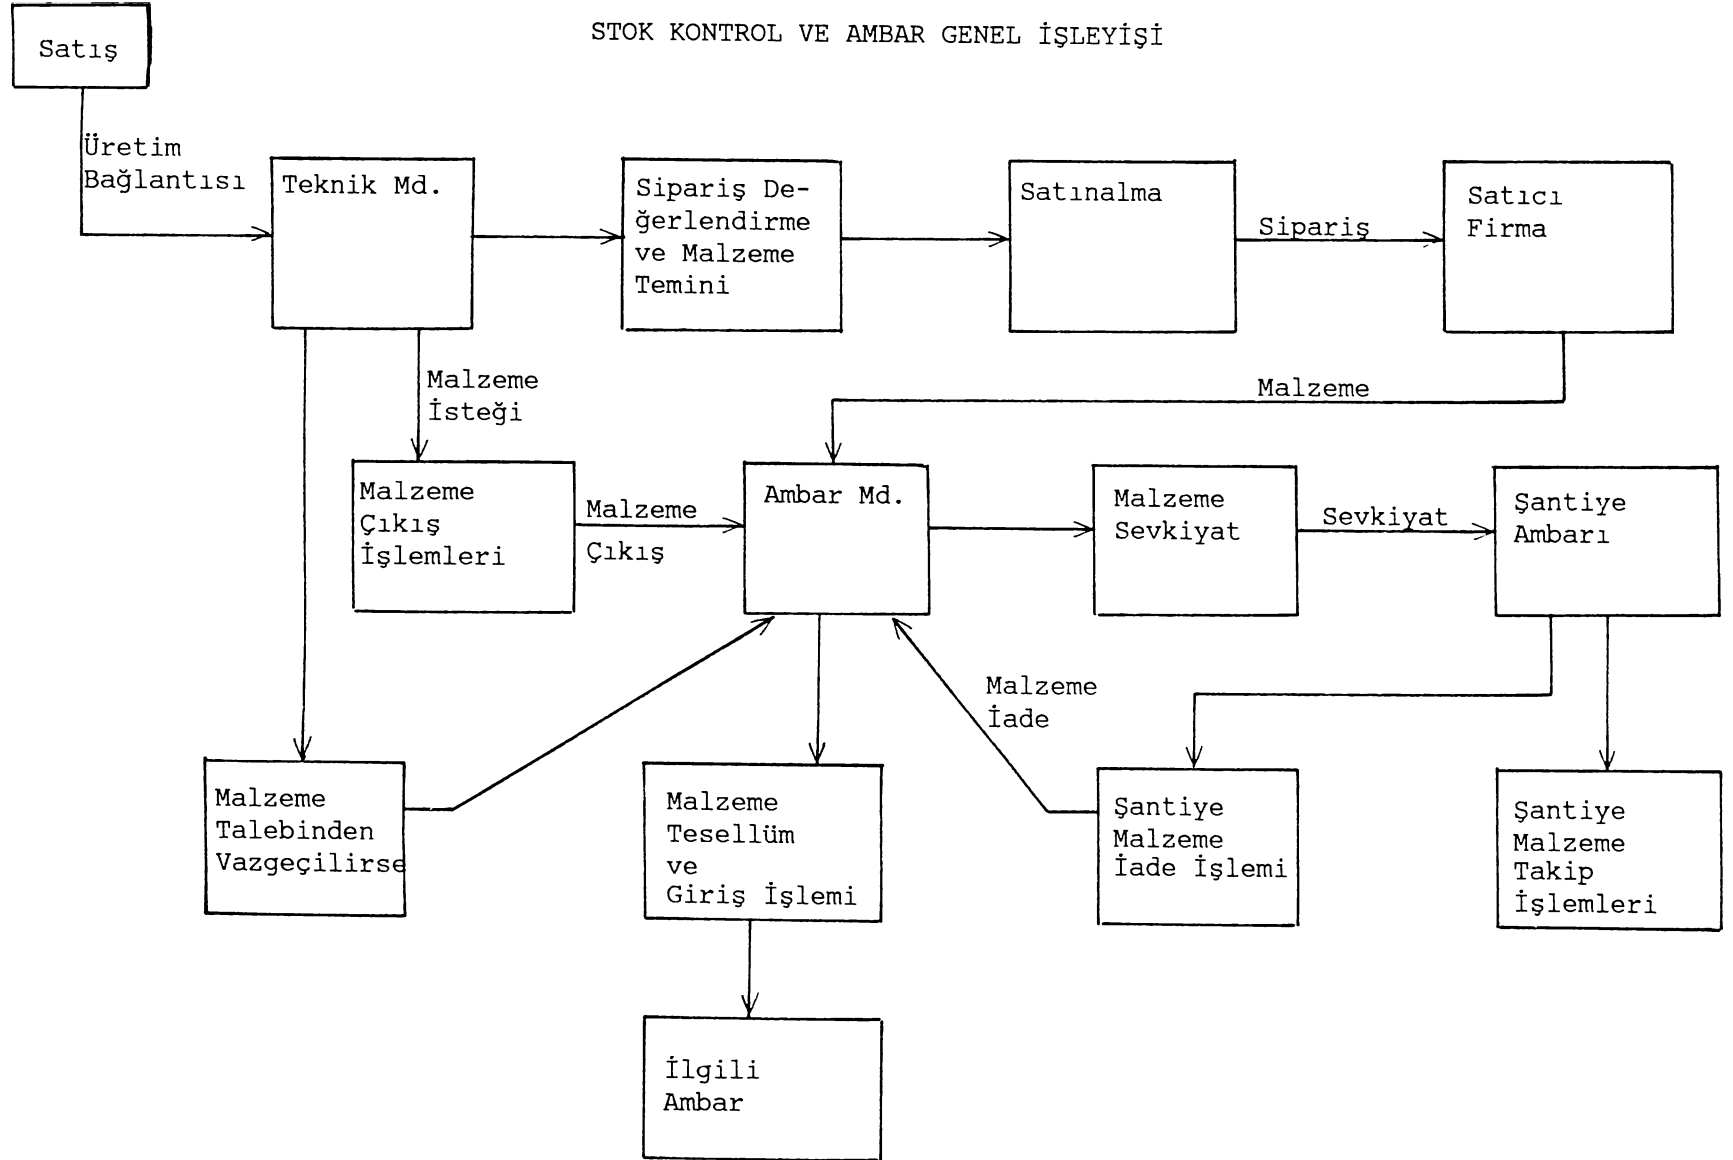 STOK KONTROL VE AMBAR GENEL İŞLEYİŞİ
Satış
Üretim
Bağlantısı
Teknik Md.
Sipariş De-
ğerlendirme
ve Malzeme
Temini
Satınalma
Sipariş
Satıcı
Firma
Malzeme
İsteği
Malzeme
Malzeme
Çıkış
İşlemleri
Malzeme
Çıkış
Ambar Md.
Malzeme
Sevkiyat
Sevkiyat
Şantiye
Ambarı
Malzeme
İade
Malzeme
Talebinden
Vazgeçilirse
Malzeme
Tesellüm
ve
Giriş İşlemi
Şantiye
Malzeme
İade İşlemi
Şantiye
Malzeme
Takip
İşlemleri
İlgili
Ambar